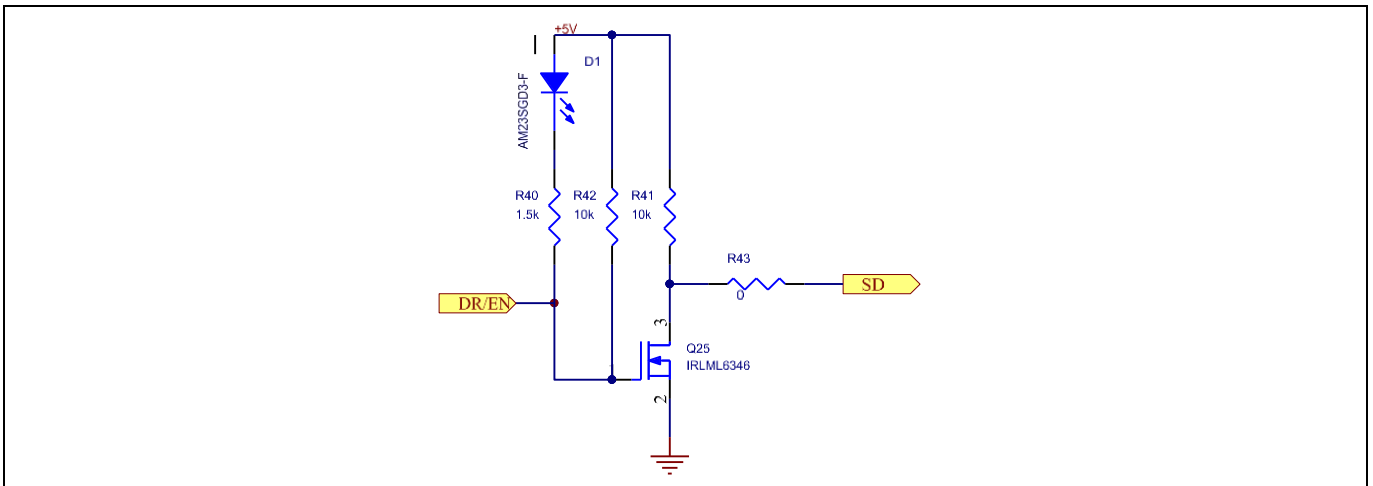 +5V
D1
AM23SGD3-F
R40
1.5k
R42
10k
R41
10k
R43
0
SD
DR/EN
3
Q25
IRLML6346
2